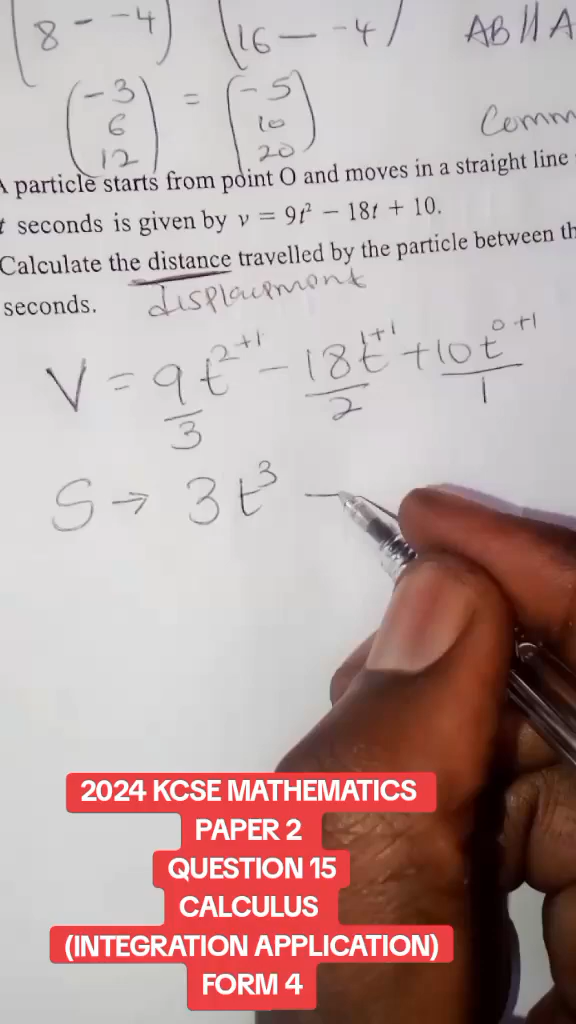 8 - -4 16 - -4 AB || A
-3 = -5
6 10 Comm
12 20
A particle starts from point O and moves in a straight line
t seconds is given by v = 9t² − 18t + 10.
Calculate the distance travelled by the particle between th
seconds. displacment
V = 9t^2+1/3 - 18t^1+1/2 + 10t^0+1/1
S → 3t³ -
2024 KCSE MATHEMATICS
PAPER 2
QUESTION 15
CALCULUS
(INTEGRATION APPLICATION)
FORM 4